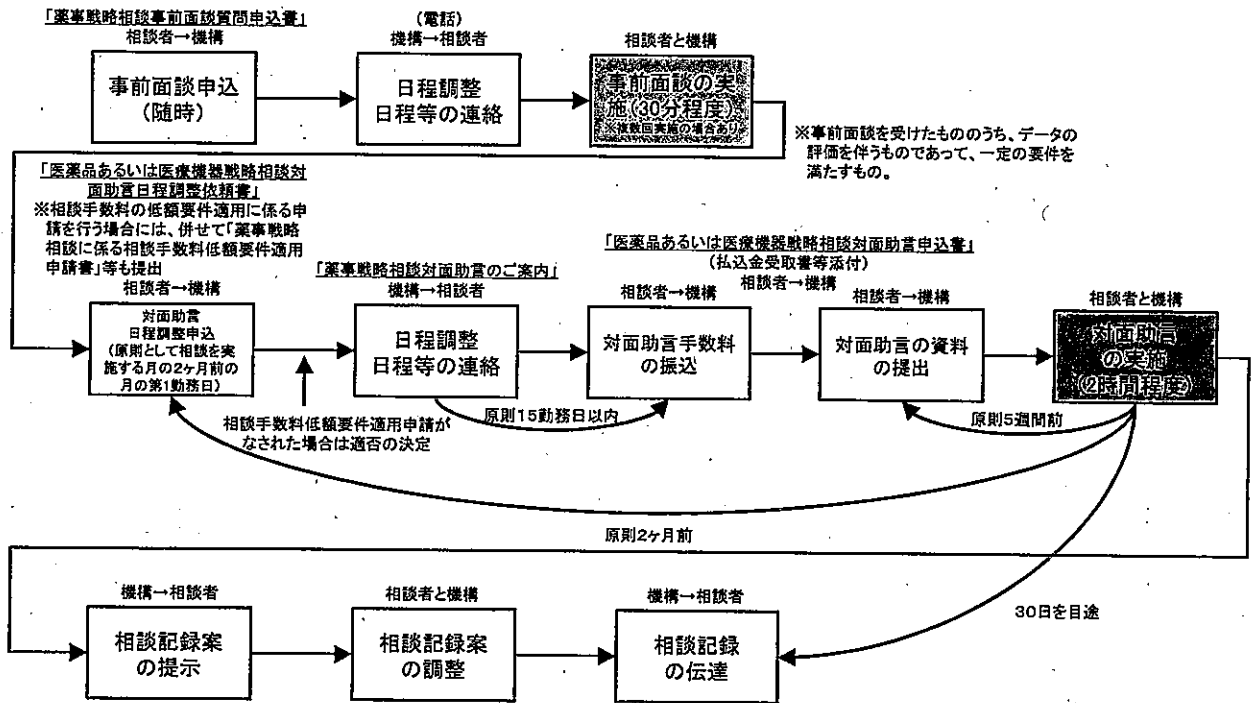 「薬事戦略相談事前面談質問申込書」
相談者→機構
事前面談申込
(随時)
(電話)
機構→相談者
日程調整
日程等の連絡
相談者と機構
事前面談の実
施(30分程度)
※複数回実施の場合あり
※事前面談を受けたもののうち、データの
評価を伴うものであって、一定の要件を
満たすもの。
「医薬品あるいは医療機器戦略相談対
面助言日程調整依頼書」
※相談手数料の低額要件適用に係る申
請を行う場合には、併せて「薬事戦略
相談に係る相談手数料低額要件適用
申請書」等も提出
相談者→機構
対面助言
日程調整申込
(原則として相談を実
施する月の2ヶ月前の
月の第1勤務日)
相談手数料低額要件適用申請が
なされた場合は適否の決定
「薬事戦略相談対面助言のご案内」
機構→相談者
日程調整
日程等の連絡
原則15勤務日以内
「医薬品あるいは医療機器戦略相談対面助言申込書」
(払込金受取書等添付)
相談者→機構
相談者→機構
対面助言手数料
の振込
相談者→機構
対面助言の資料
の提出
原則5週間前
相談者と機構
対面助言
の実施
(2時間程度)
原則2ヶ月前
30日を目途
機構→相談者
相談記録案
の提示
相談者と機構
相談記録案
の調整
機構→相談者
相談記録
の伝達